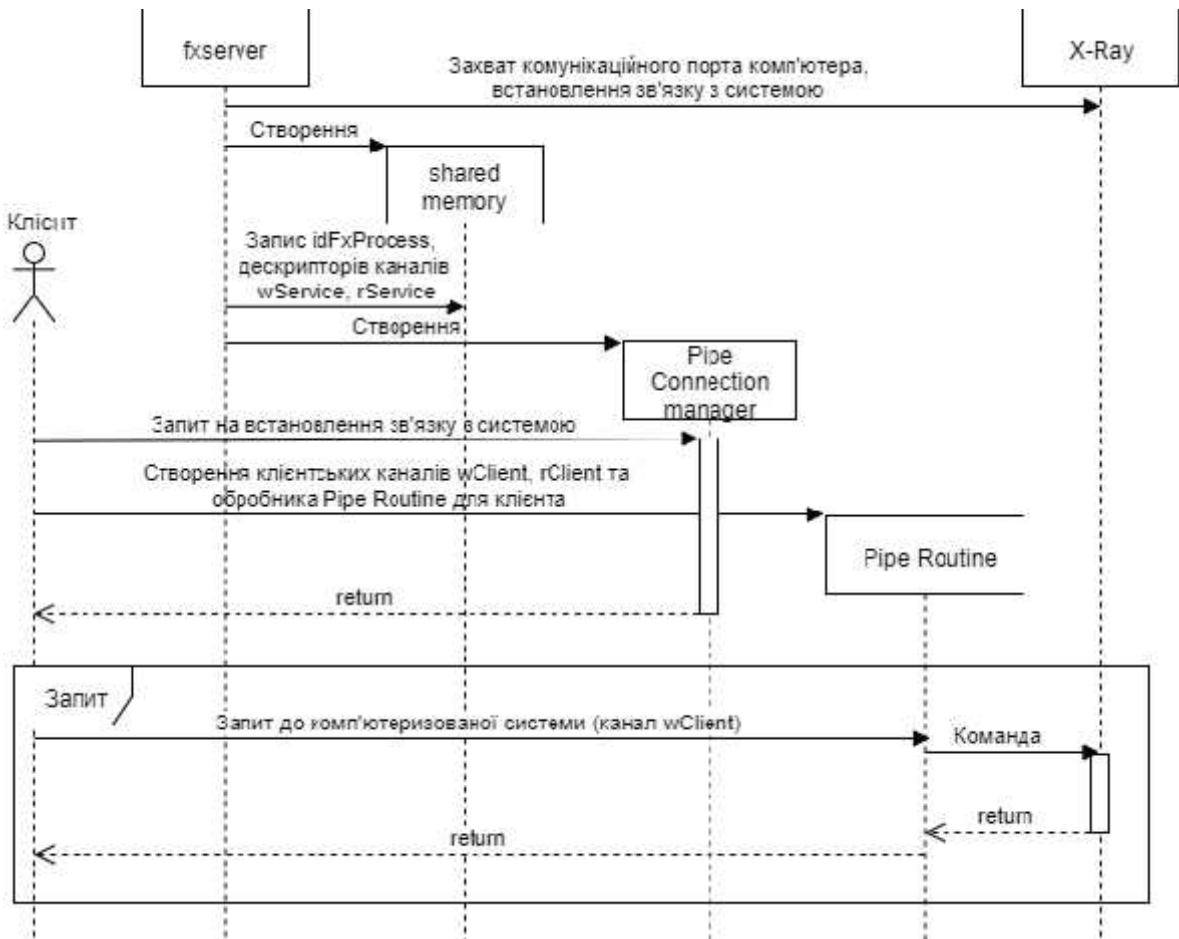 fxserver
X-Ray
Захват комунікаційного порта комп'ютера,
встановлення зв'язку з системою
Створення
shared
memory
Клієнт
Запис idFxProcess,
дескрипторів каналів
wService, rService
Створення
Pipe
Connection
manager
Запит на встановлення зв'язку з системою
Створення клієнтських каналів wClient, rClient та
обробника Pipe Routine для клієнта
Pipe Routine
return
Запит
Запит до комп'ютеризованої системи (канал wClient)
Команда
return
return